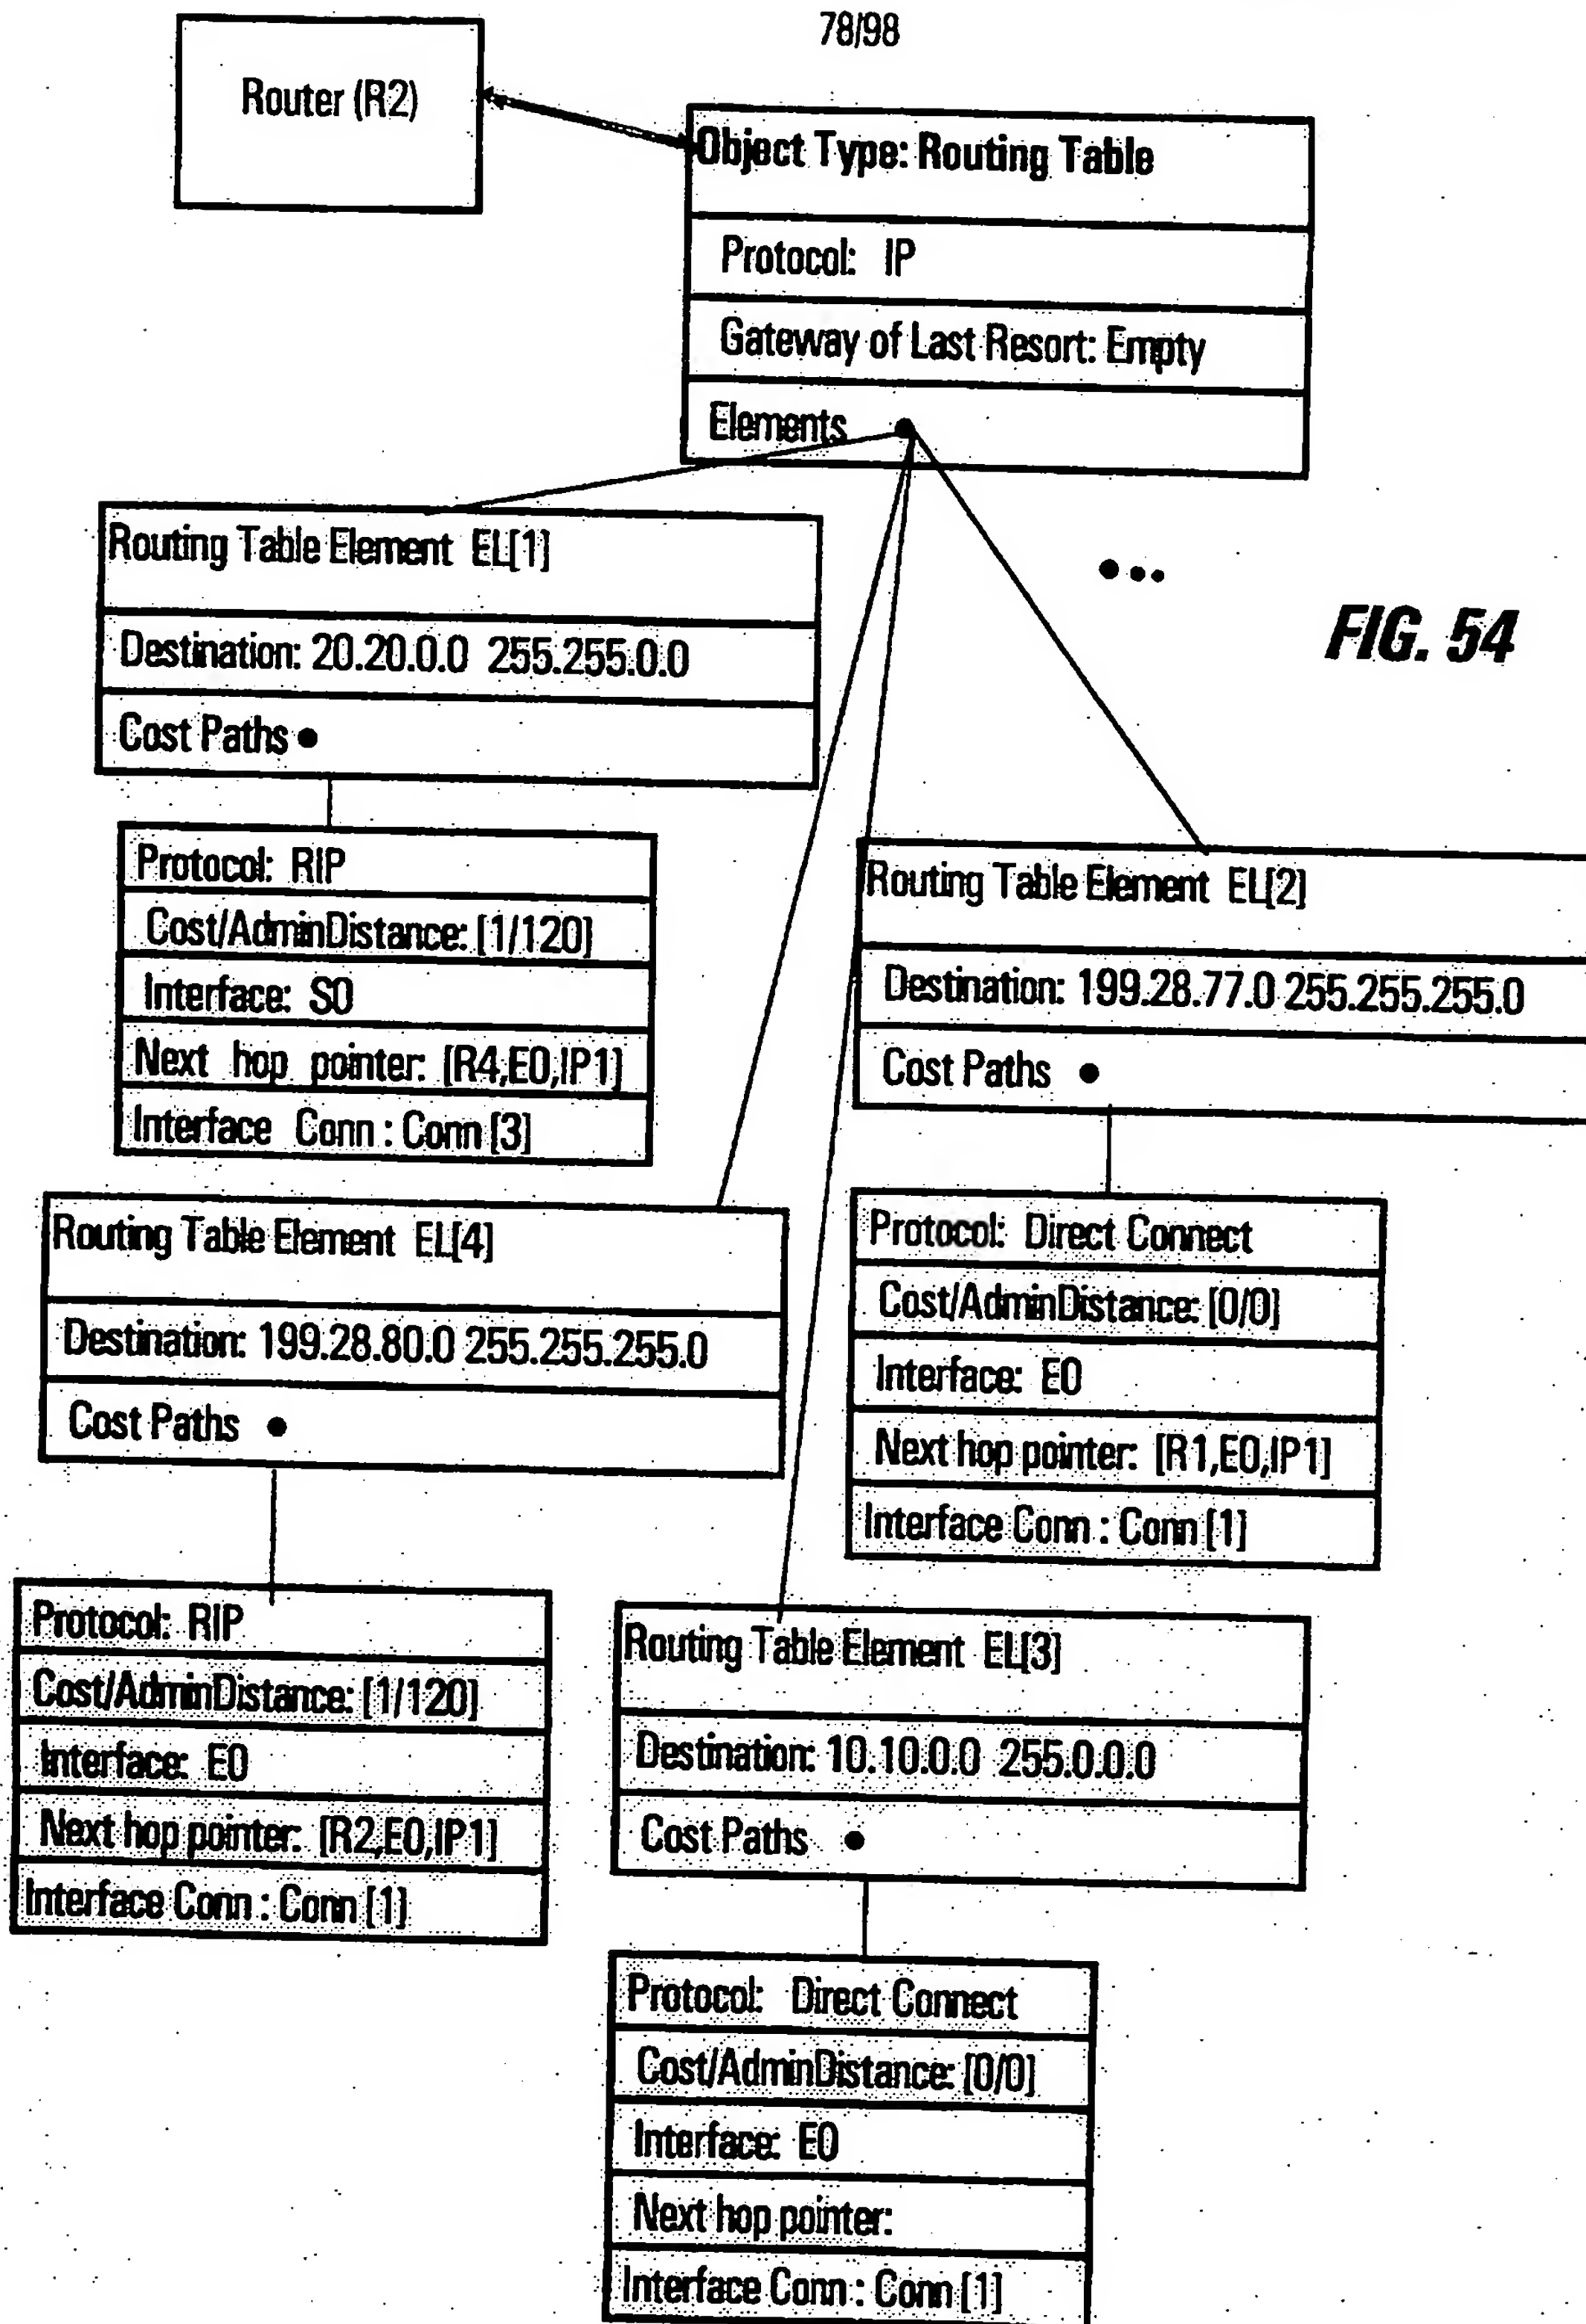 78/98
Router (R2)
Object Type: Routing Table
Protocol: IP
Gateway of Last Resort: Empty
Elements
Routing Table Element EL[1]
Destination: 20.20.0.0 255.255.0.0
Cost Paths
FIG. 54
Protocol: RIP
Cost/AdminDistance: [1/120]
Interface: S0
Next hop pointer: [R4,E0,IP1]
Interface Conn : Conn [3]
Routing Table Element EL[2]
Destination: 199.28.77.0 255.255.255.0
Cost Paths
Protocol: Direct Connect
Cost/AdminDistance: [0/0]
Interface: E0
Next hop pointer: [R1,E0,IP1]
Interface Conn : Conn [1]
Routing Table Element EL[4]
Destination: 199.28.80.0 255.255.255.0
Cost Paths
Protocol: RIP
Cost/AdminDistance: [1/120]
Interface: E0
Next hop pointer: [R2,E0,IP1]
Interface Conn : Conn [1]
Routing Table Element EL[3]
Destination: 10.10.0.0 255.0.0.0
Cost Paths
Protocol: Direct Connect
Cost/AdminDistance: [0/0]
Interface: E0
Next hop pointer:
Interface Conn : Conn [1]